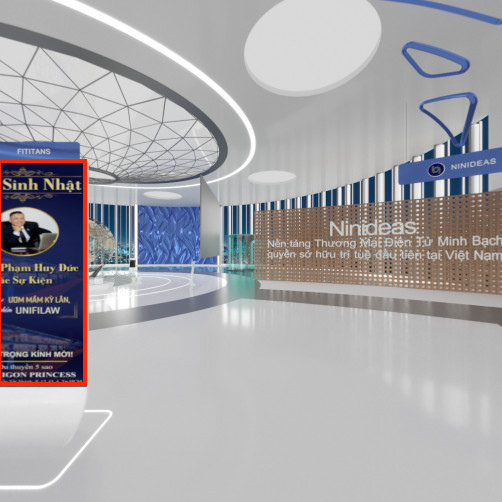 FITITANS
Sinh Nhật
Phạm Huy Đức
Sự Kiện
ƯƠM MẦM KỲ LÂN,
UNIFILAW
TRỌNG KÍNH MỜI!
Du thuyền 5 sao
IGON PRINCESS
NINIDEAS
Ninideas
Nền tảng Thương Mại Điện Tử Minh Bạch
quyền sở hữu trí tuệ đầu tiên tại Việt Nam